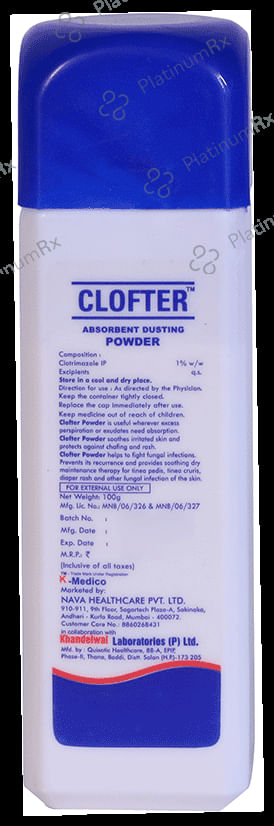 CLOFTER™
ABSORBENT DUSTING
POWDER
Composition :
Clotrimazole IP 1% w/w
Excipients q.s.
Store in a cool and dry place.
Direction for use : As directed by the Physician.
Keep the container tightly closed.
Replace the cap immediately after use.
Keep medicine out of reach of children.
Clofter Powder is useful wherever excess
perspiration or exudates need absorption.
Clofter Powder soothes irritated skin and
protects against chafing and rash.
Clofter Powder helps to fight fungal infections.
Prevents its recurrence and provides soothing dry
maintenance therapy for tinea pedis, tinea cruris,
diaper rash and other fungal infection of the skin.
FOR EXTERNAL USE ONLY
Net Weight: 100g
Mfg. Lic. No.: MNB/06/326 & MNB/06/327
Batch No. :
Mfg. Date :
Exp. Date :
M.R.P.: ₹
(Inclusive of all taxes)
™- Trade Mark Under Registration
K-Medico
Marketed by:
NAVA HEALTHCARE PVT. LTD.
910-911, 9th Floor, Sagartech Plaza-A, Sakinaka,
Andheri - Kurla Road, Mumbai - 400072.
Customer Care No.: 8860268431
in collaboration with
Khandelwal Laboratories (P) Ltd.
Mfd. by : Quixotic Healthcare, 88-A, EPIP,
Phase-II, Thana, Baddi, Distt. Solan (H.P.)-173 205
PlatinumRx
PlatinumRx
PlatinumRx
PlatinumRx